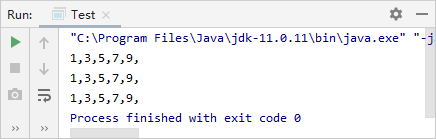 Run: Test ×
"C:\Program Files\Java\jdk-11.0.11\bin\java.exe" "-j
1,3,5,7,9,
1,3,5,7,9,
1,3,5,7,9,
Process finished with exit code 0